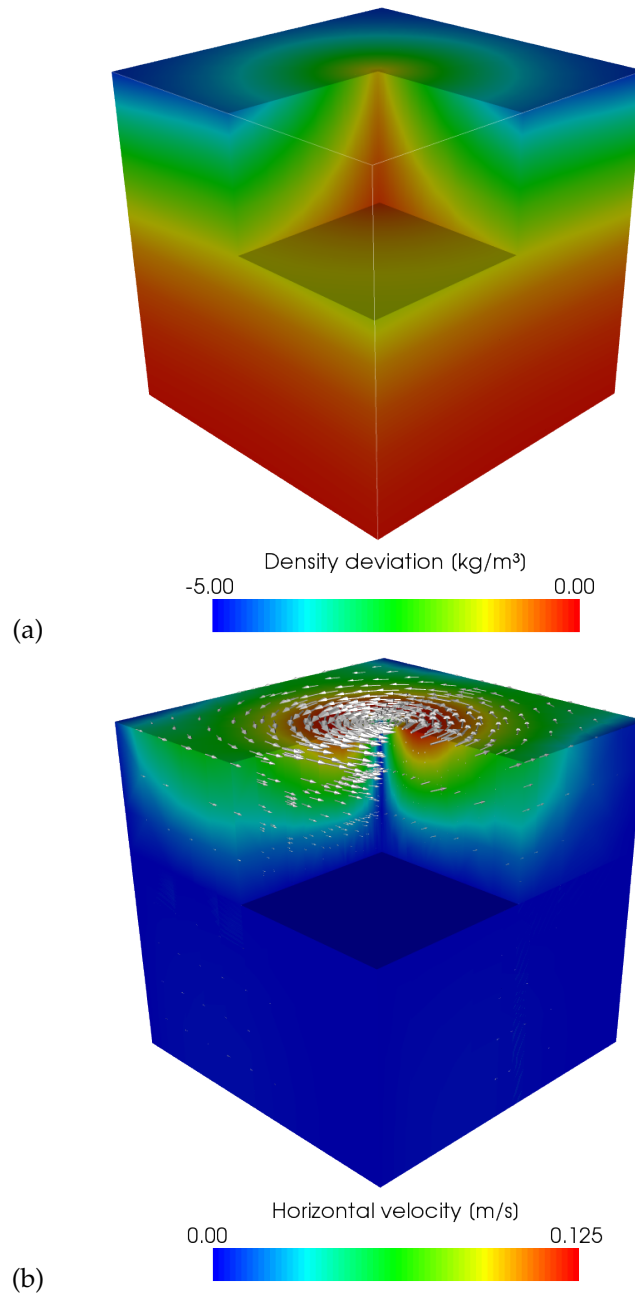 Density deviation (kg/m³)
-5.00 0.00
(a)
Horizontal velocity (m/s)
0.00 0.125
(b)